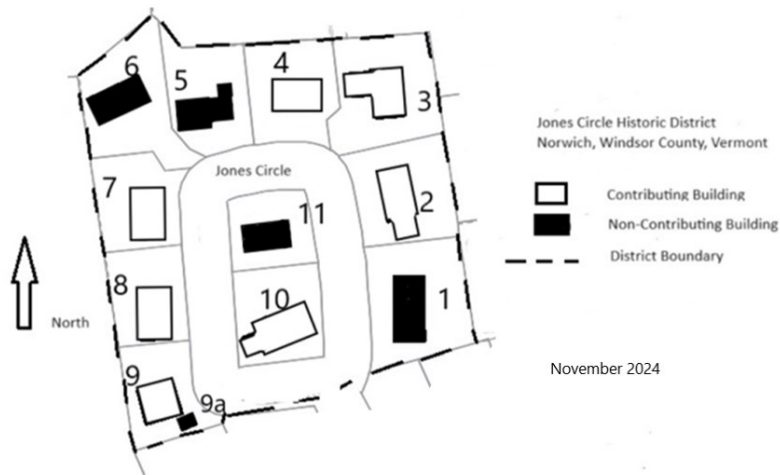 6
5
4
3
Jones Circle Historic District
Norwich, Windsor County, Vermont
Jones Circle
Contributing Building
7
11
2
Non-Contributing Building
District Boundary
8
10
1
North
November 2024
9
9a